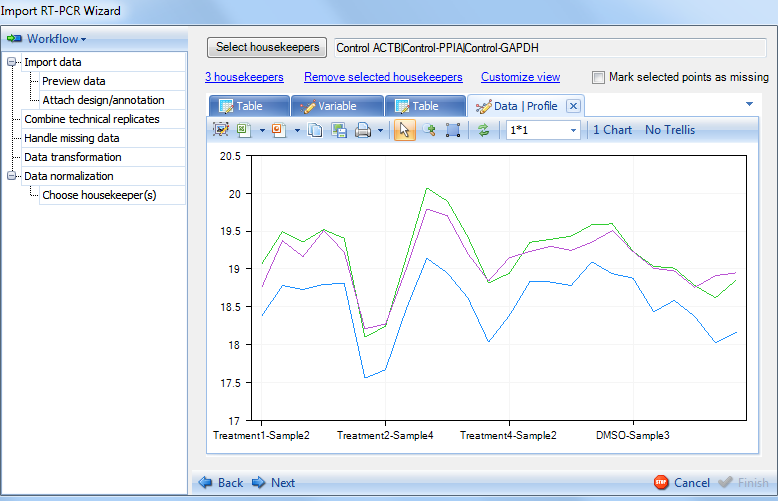 Import RT-PCR Wizard
Workflow
Import data
Preview data
Attach design/annotation
Combine technical replicates
Handle missing data
Data transformation
Data normalization
Choose housekeeper(s)
Select housekeepers Control ACTB|Control-PPIA|Control-GAPDH
3 housekeepers Remove selected housekeepers Customize view Mark selected points as missing
Table Variable Table Data | Profile
1*1 1 Chart No Trellis
20.5
20
19.5
19
18.5
18
17.5
17
Treatment1-Sample2 Treatment2-Sample4 Treatment4-Sample2 DMSO-Sample3
Back Next STOP Cancel Finish